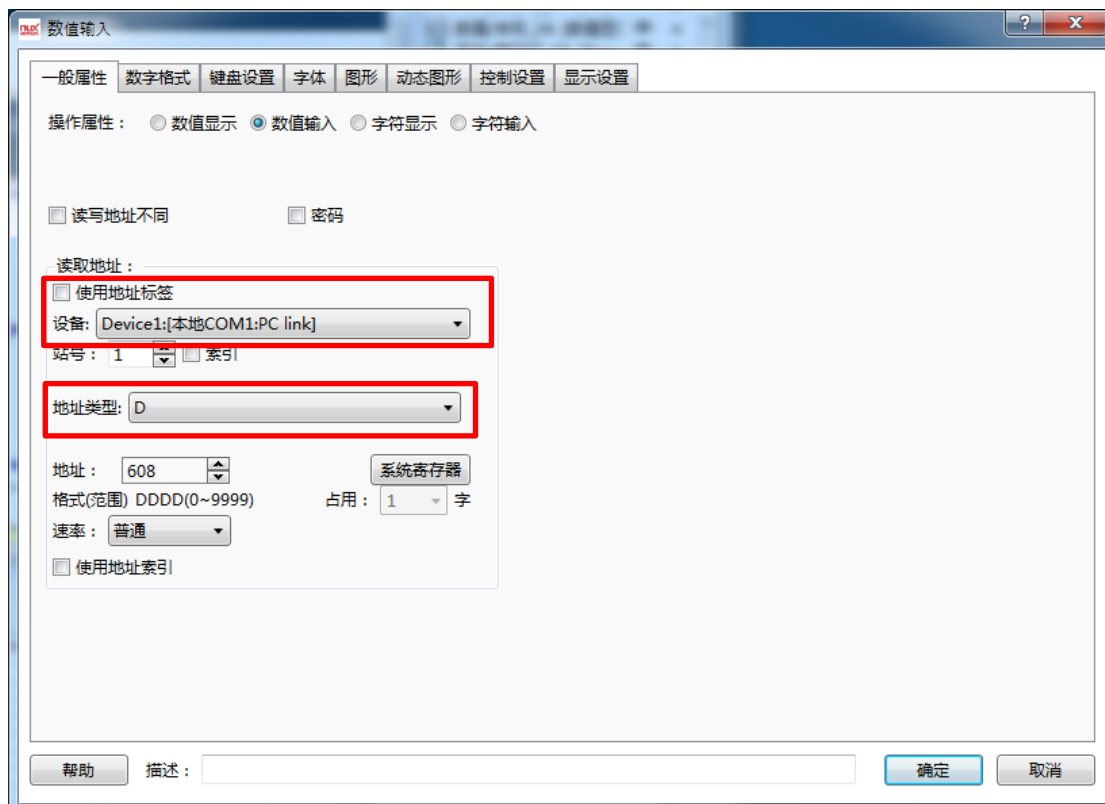 数值输入
一般属性 数字格式 键盘设置 字体 图形 动态图形 控制设置 显示设置
操作属性： 数值显示 数值输入 字符显示 字符输入
读写地址不同 密码
读取地址：
使用地址标签
设备: Device1:[本地COM1:PC link]
站号： 1 索引
地址类型: D
地址： 608 系统寄存器
格式(范围) DDDD(0~9999) 占用： 1 字
速率： 普通
使用地址索引
帮助 描述： 确定 取消